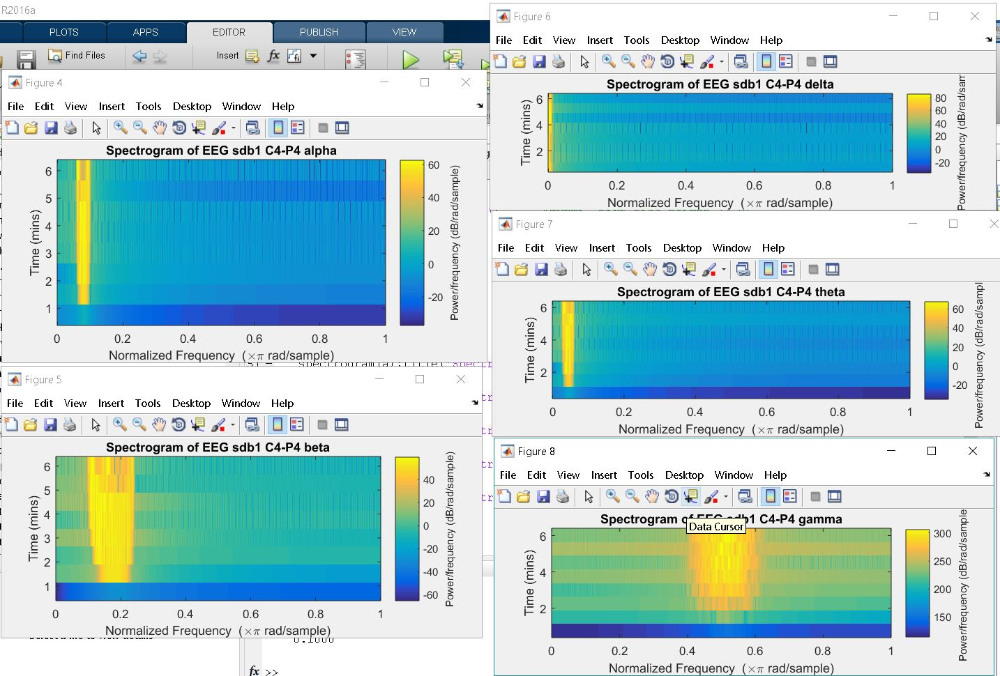 R2016a
PLOTS APPS EDITOR PUBLISH VIEW
Find Files Insert fx
Figure 4
File Edit View Insert Tools Desktop Window Help
Spectrogram of EEG sdb1 C4-P4 alpha
6
5
4
3
2
1
Time (mins)
0 0.2 0.4 0.6 0.8 1
Normalized Frequency (×π rad/sample)
60
40
20
0
-20
Power/frequency (dB/rad/sample)
Figure 5
File Edit View Insert Tools Desktop Window Help
Spectrogram of EEG sdb1 C4-P4 beta
6
5
4
3
2
1
Time (mins)
0 0.2 0.4 0.6 0.8 1
Normalized Frequency (×π rad/sample)
40
20
0
-20
-40
-60
Power/frequency (dB/rad/sample)
Figure 6
File Edit View Insert Tools Desktop Window Help
Spectrogram of EEG sdb1 C4-P4 delta
6
4
2
Time (mins)
0 0.2 0.4 0.6 0.8 1
Normalized Frequency (×π rad/sample)
80
60
40
20
0
-20
Power/frequency (dB/rad/sam
Figure 7
File Edit View Insert Tools Desktop Window Help
Spectrogram of EEG sdb1 C4-P4 theta
6
4
2
Time (mins)
0 0.2 0.4 0.6 0.8 1
Normalized Frequency (×π rad/sample)
60
40
20
0
-20
Power/frequency (dB/rad/sampl
Figure 8
File Edit View Insert Tools Desktop Window Help
Spectrogram of EEG sdb1 C4-P4 gamma
Data Cursor
6
4
2
Time (mins)
0 0.2 0.4 0.6 0.8 1
Normalized Frequency (×π rad/sample)
300
250
200
150
Power/frequency (dB/rad/sample
0.1000
fx >>